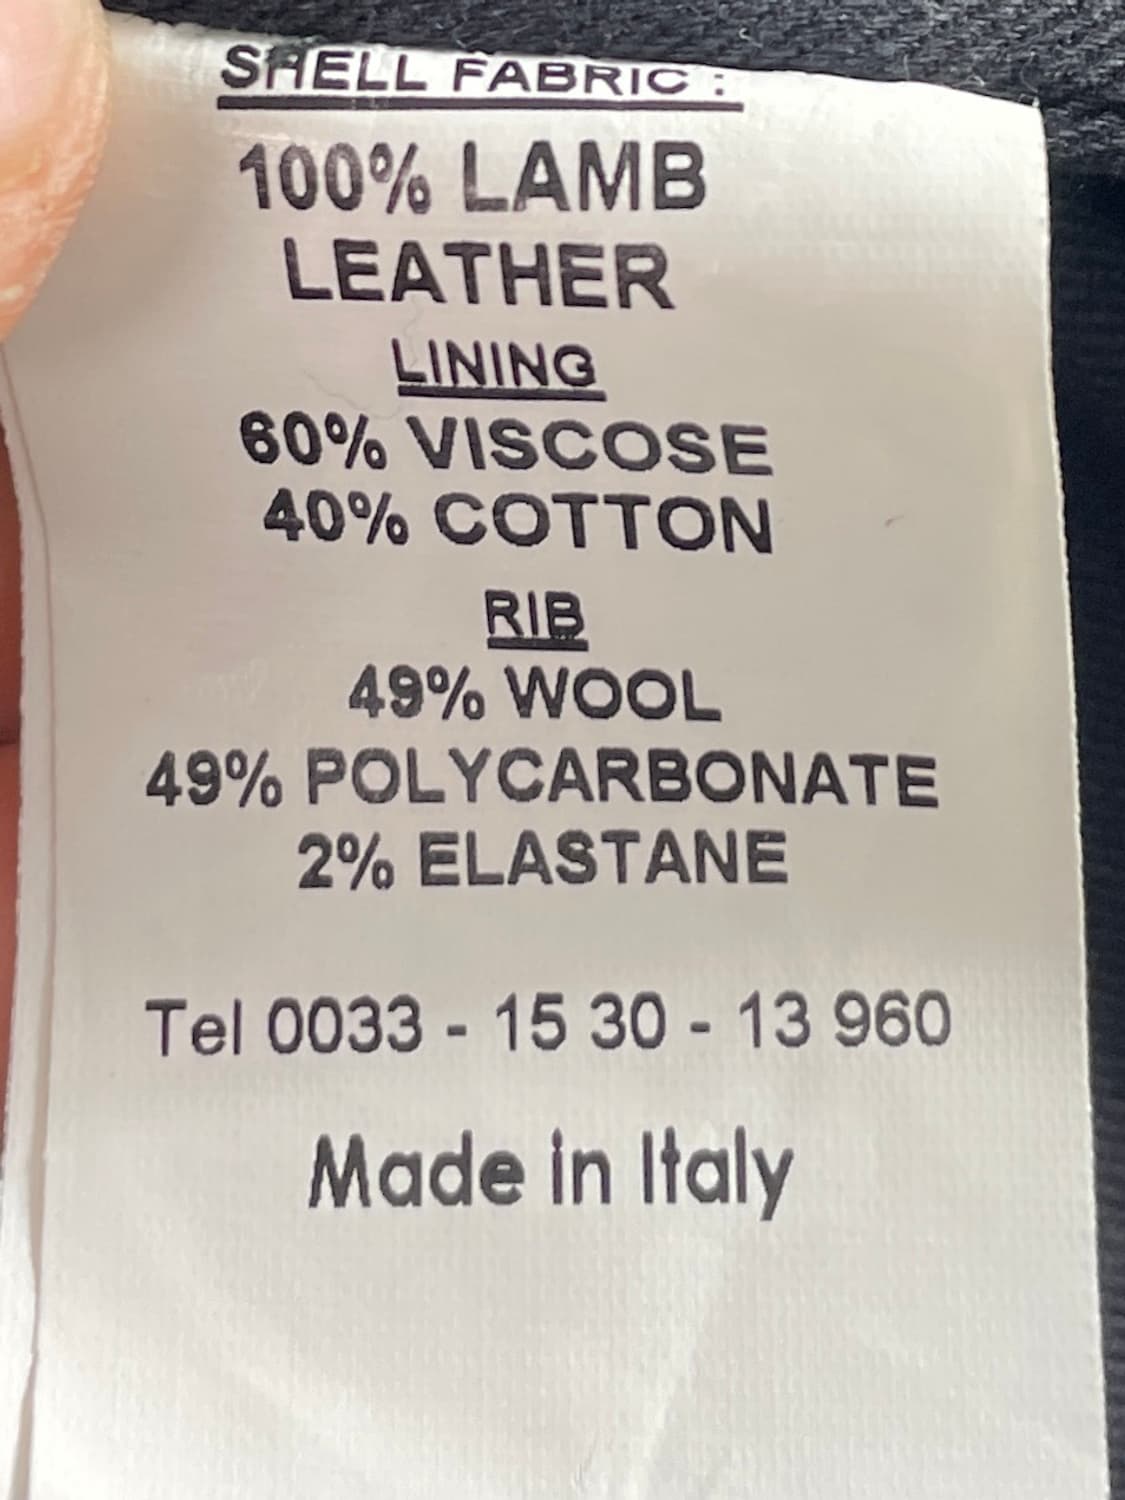 SHELL FABRIC :
100% LAMB
LEATHER
LINING
60% VISCOSE
40% COTTON
RIB
49% WOOL
49% POLYCARBONATE
2% ELASTANE
Tel 0033 - 15 30 - 13 960
Made in Italy